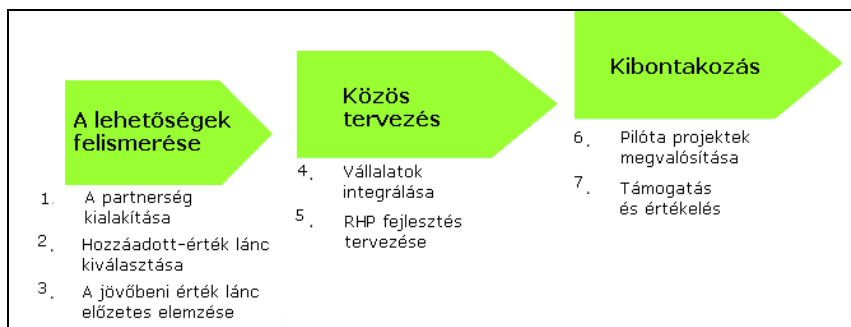 A lehetőségek
felismerése
1. A partnerség
kialakítása
2. Hozzáadott-érték lánc
kiválasztása
3. A jövőbeni érték lánc
előzetes elemzése
Közös
tervezés
4. Vállalatok
integrálása
5. RHP fejlesztés
tervezése
Kibontakozás
6. Pilóta projektek
megvalósítása
7. Támogatás
és értékelés